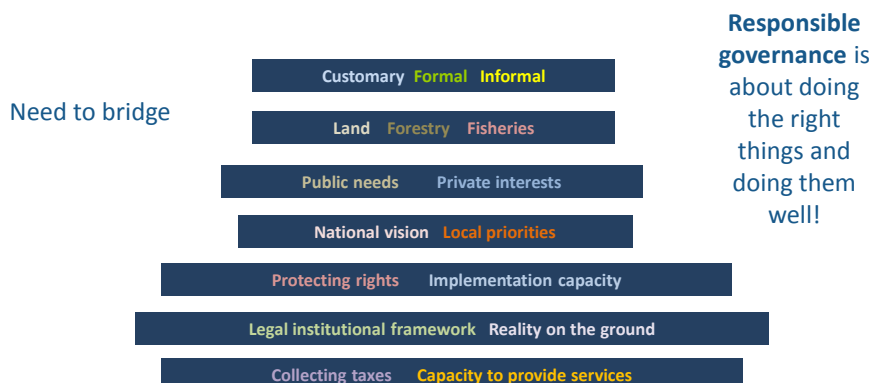 Need to bridge
Customary Formal Informal
Land Forestry Fisheries
Public needs Private interests
National vision Local priorities
Protecting rights Implementation capacity
Legal institutional framework Reality on the ground
Collecting taxes Capacity to provide services
Responsible
governance is
about doing
the right
things and
doing them
well!